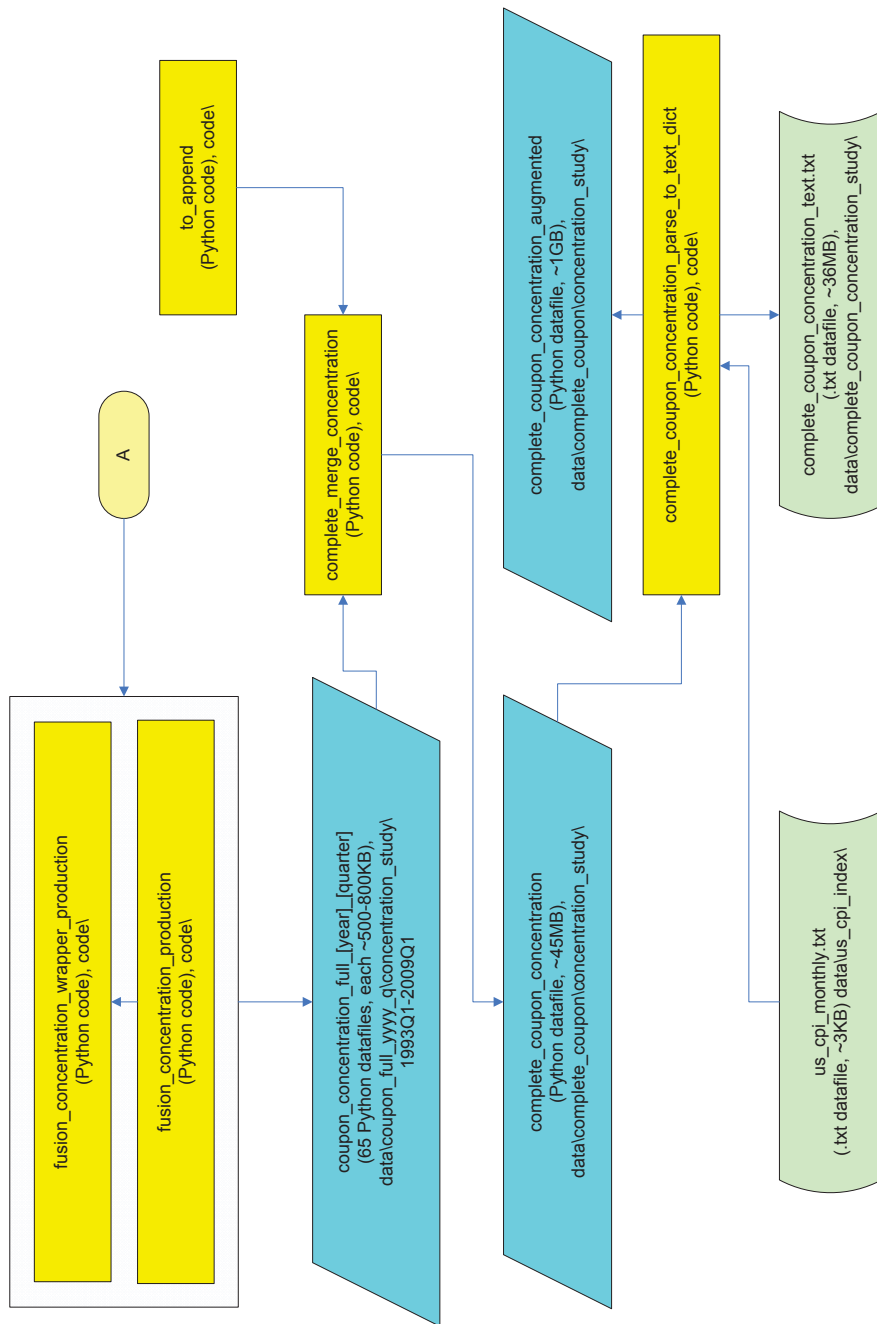 A
fusion_concentration_wrapper_production
(Python code), code\
fusion_concentration_production
(Python code), code\
to_append
(Python code), code\
coupon_concentration_full_[year]_[quarter]
(65 Python datafiles, each ~500-800KB),
data\coupon_full_yyyy_q\concentration_study\
1993Q1-2009Q1
complete_merge_concentration
(Python code), code\
complete_coupon_concentration
(Python datafile, ~45MB),
data\complete_coupon\concentration_study\
complete_coupon_concentration_augmented
(Python datafile, ~1GB),
data\complete_coupon\concentration_study\
complete_coupon_concentration_parse_to_text_dict
(Python code), code\
us_cpi_monthly.txt
(.txt datafile, ~3KB) data\us_cpi_index\
complete_coupon_concentration_text.txt
(.txt datafile, ~36MB),
data\complete_coupon_concentration_study\